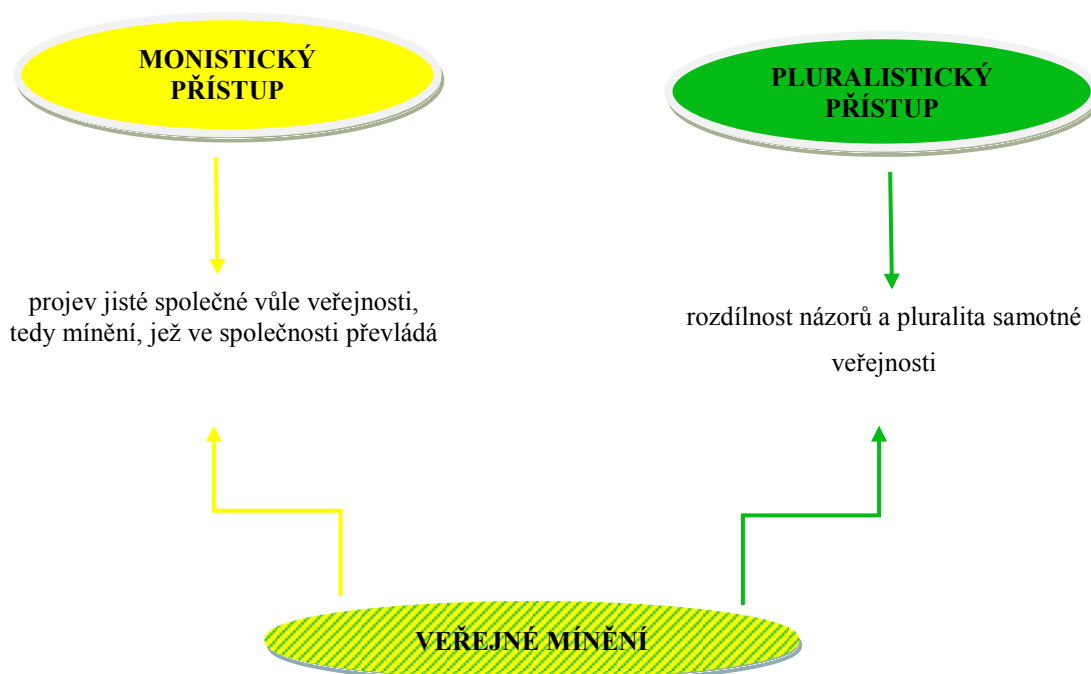 MONISTICKÝ
PŘÍSTUP
PLURALISTICKÝ
PŘÍSTUP
projev jisté společné vůle veřejnosti,
tedy mínění, jež ve společnosti převládá
rozdílnost názorů a pluralita samotné
veřejnosti
VEŘEJNÉ MÍNĚNÍ